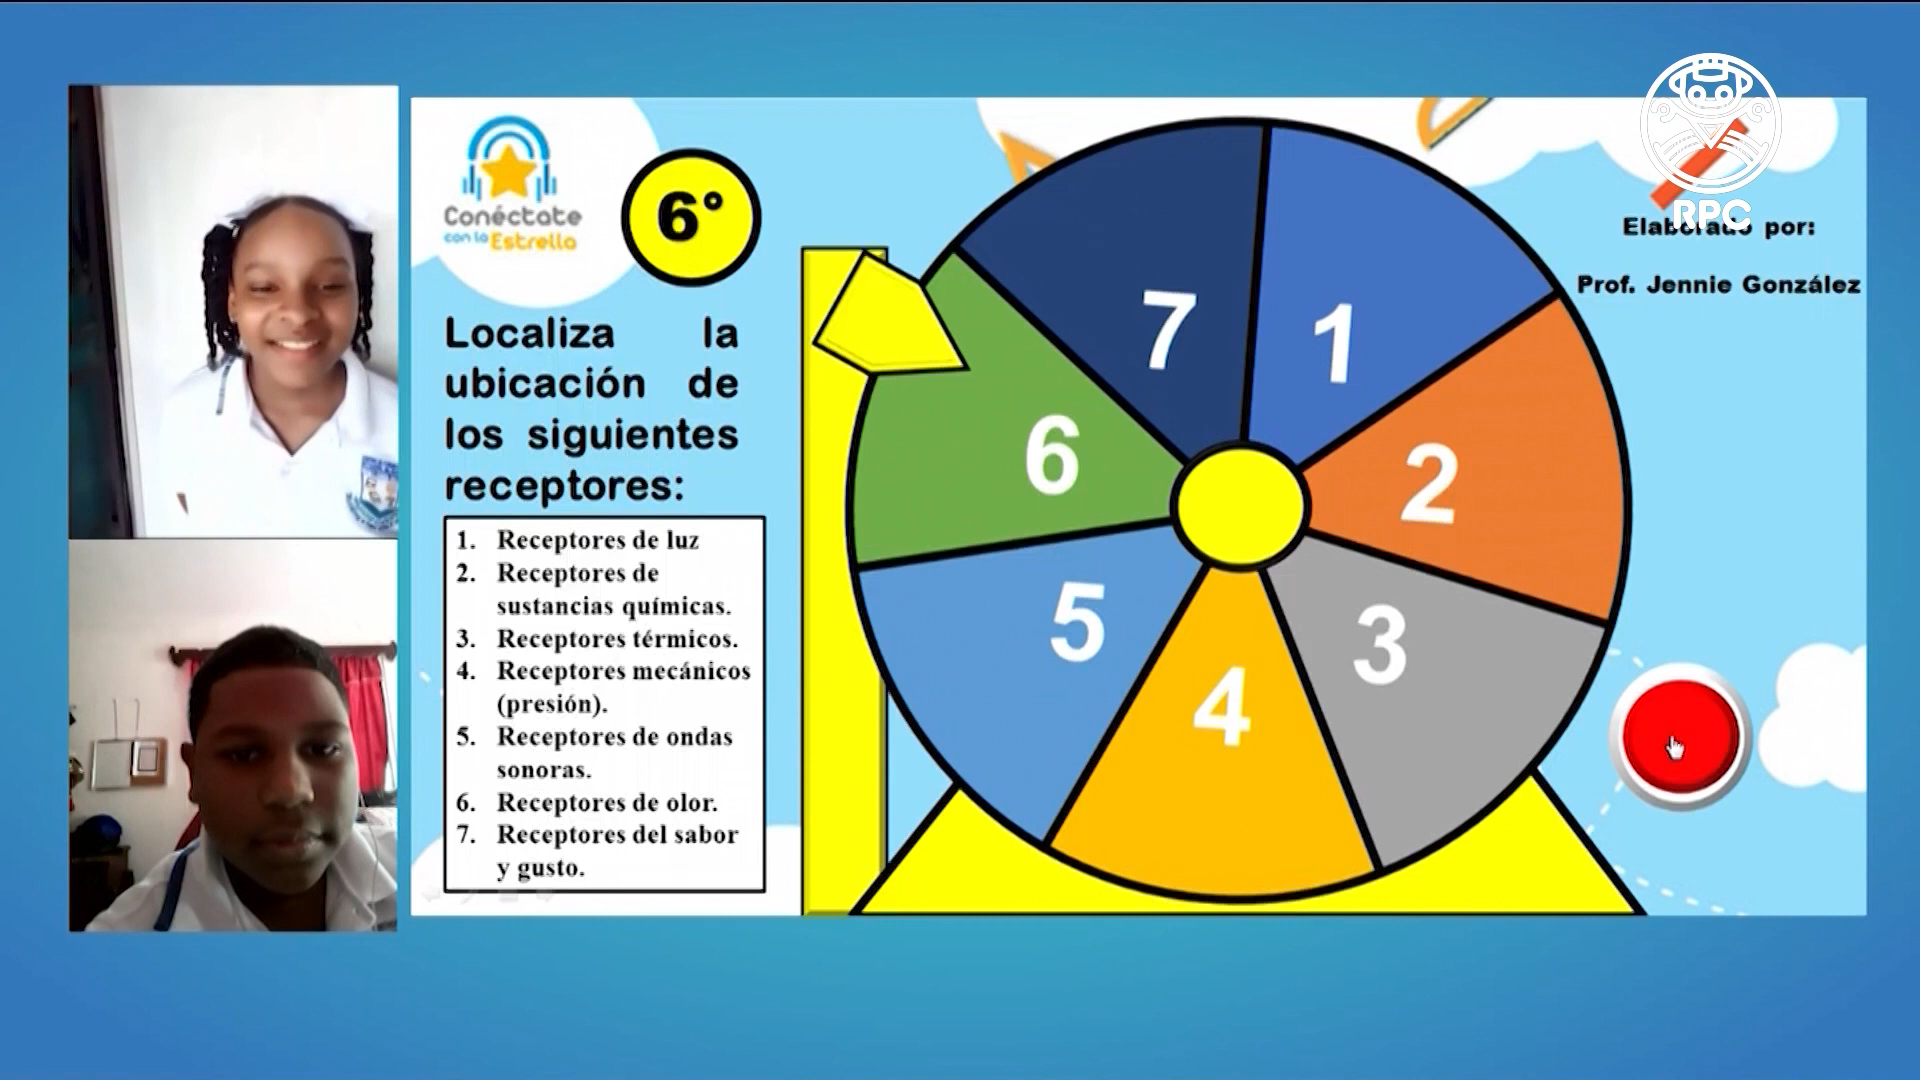 Conéctate
con la Estrella
6°
Localiza la
ubicación de
los siguientes
receptores:
1. Receptores de luz
2. Receptores de
sustancias químicas.
3. Receptores térmicos.
4. Receptores mecánicos
(presión).
5. Receptores de ondas
sonoras.
6. Receptores de olor.
7. Receptores del sabor
y gusto.
7
1
6
2
5
3
4
RPC
Elaborado por:
Prof. Jennie González